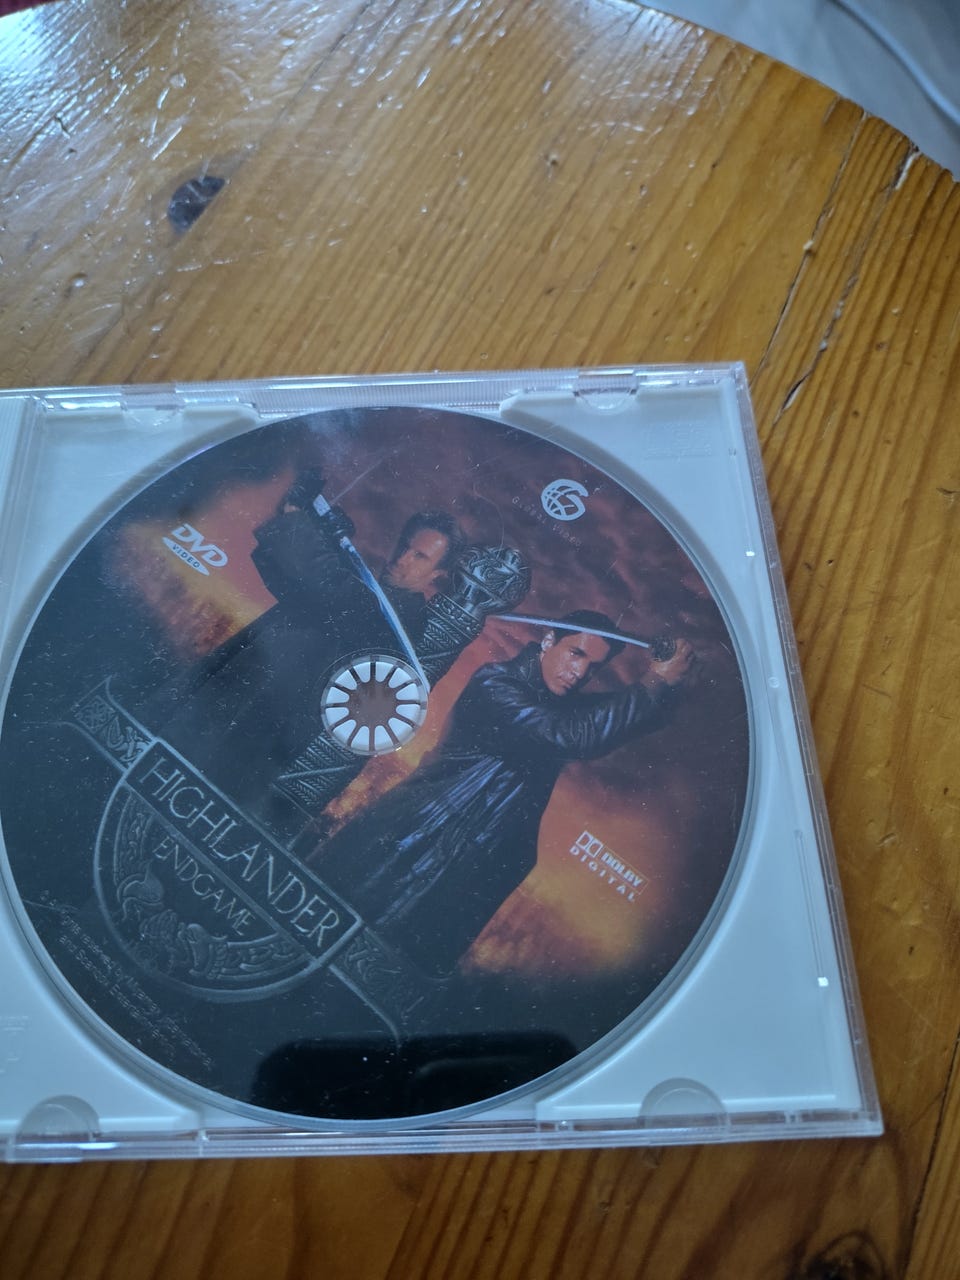 DVD
VIDEO
G
GLOBAL VIDEO
HIGHLANDER
ENDGAME
DOLBY
DIGITAL